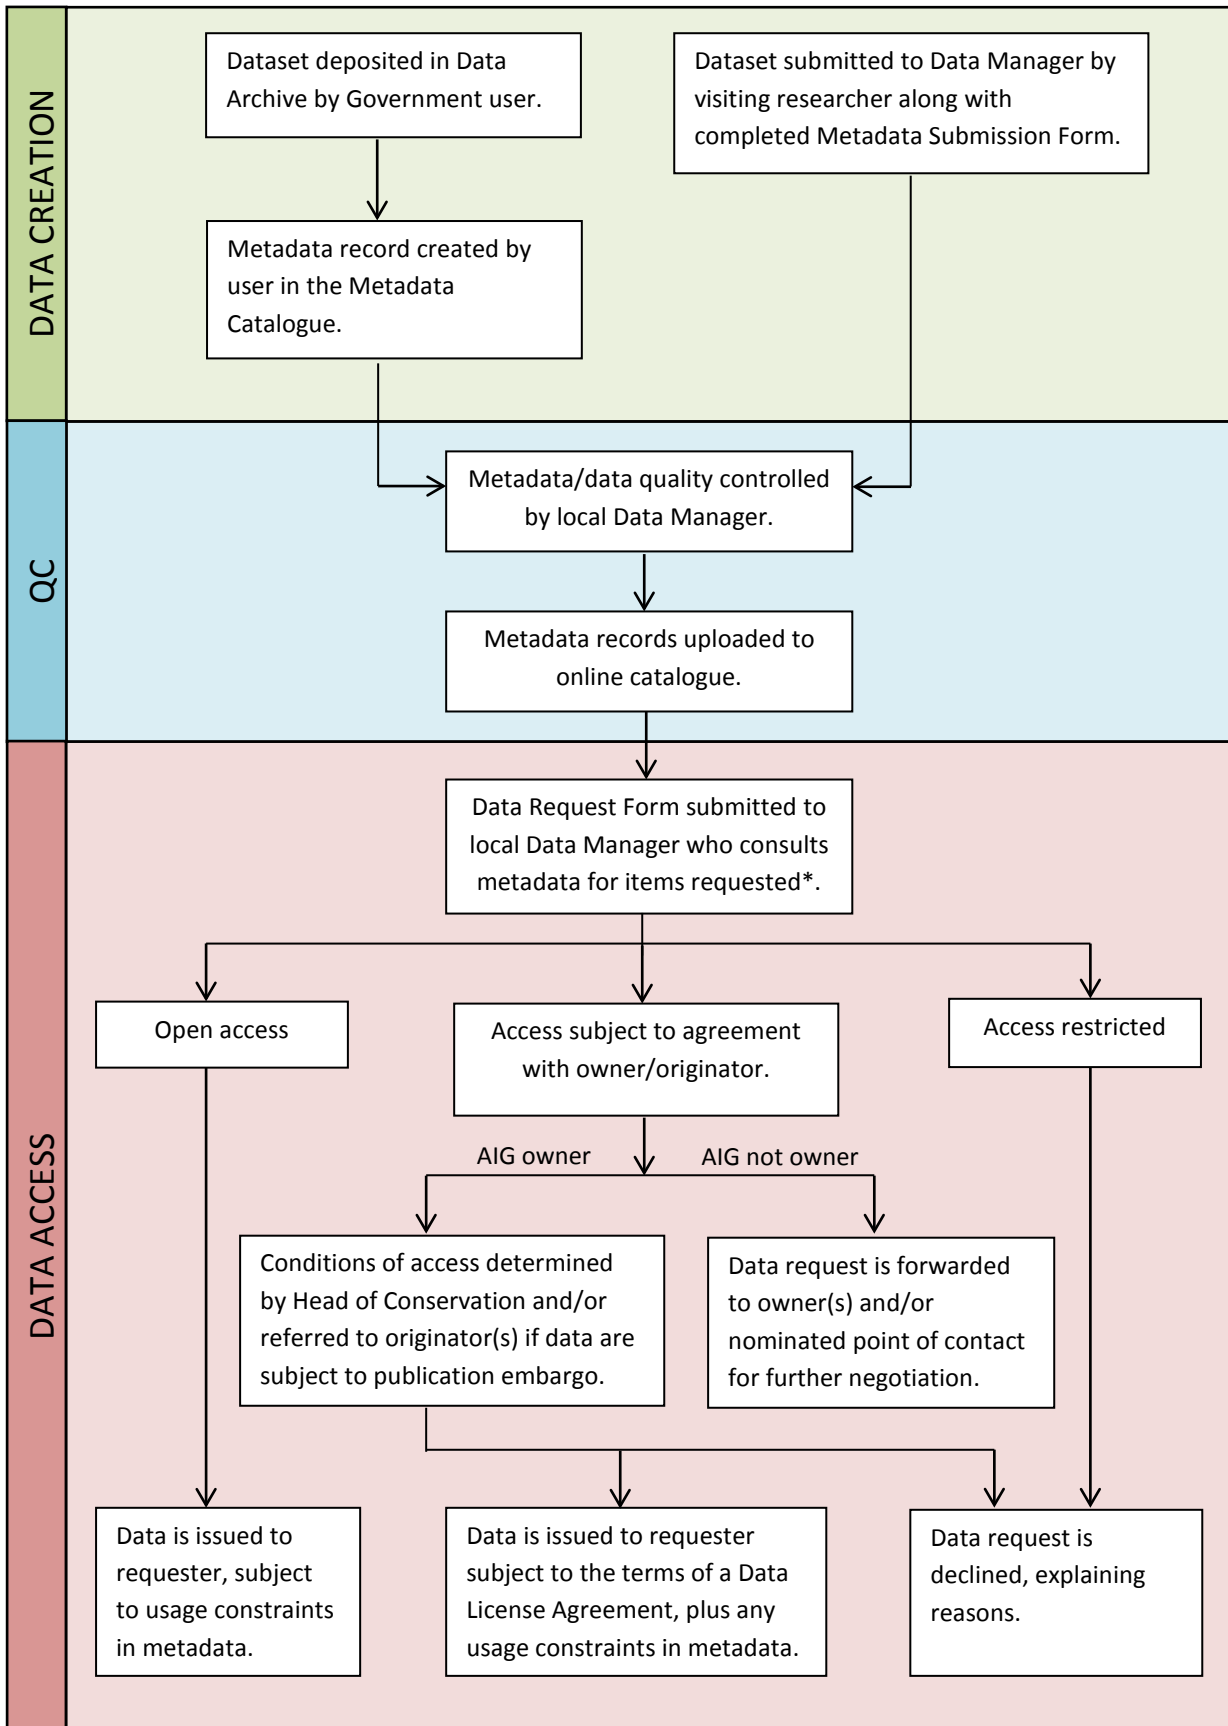 DATA CREATION
Dataset deposited in Data
Archive by Government user.
Dataset submitted to Data Manager by
visiting researcher along with
completed Metadata Submission Form.
Metadata record created by
user in the Metadata
Catalogue.
QC
Metadata/data quality controlled
by local Data Manager.
Metadata records uploaded to
online catalogue.
DATA ACCESS
Data Request Form submitted to
local Data Manager who consults
metadata for items requested*.
Open access
Access subject to agreement
with owner/originator.
Access restricted
AIG owner
AIG not owner
Conditions of access determined
by Head of Conservation and/or
referred to originator(s) if data are
subject to publication embargo.
Data request is forwarded
to owner(s) and/or
nominated point of contact
for further negotiation.
Data is issued to
requester, subject
to usage constraints
in metadata.
Data is issued to requester
subject to the terms of a Data
License Agreement, plus any
usage constraints in metadata.
Data request is
declined, explaining
reasons.